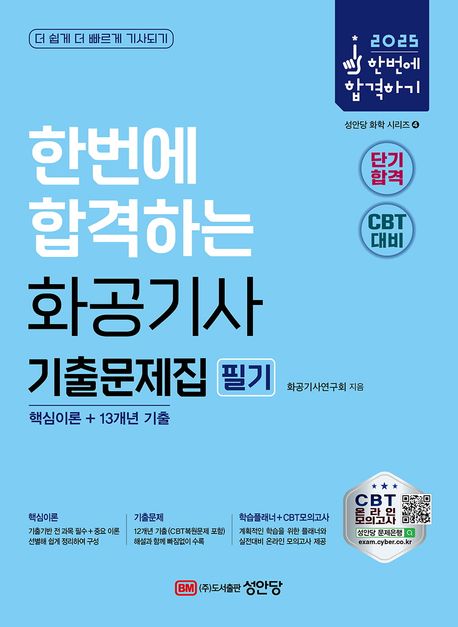 더 쉽게 더 빠르게 기사되기
2025
한번에
합격하기
성안당 화학 시리즈 4
단기
합격
CBT
대비
한번에
합격하는
화공기사
기출문제집 필기
화공기사연구회 지음
핵심이론 + 13개년 기출
핵심이론
기출기반 전 과목 필수 + 중요 이론
선별해 쉽게 정리하여 구성
기출문제
12개년 기출(CBT복원문제 포함)
해설과 함께 빠짐없이 수록
학습플래너+CBT모의고사
계획적인 학습을 위한 플래너와
실전대비 온라인 모의고사 제공
CBT
온라인
모의고사
성안당 문제은행
exam.cyber.co.kr
BM (주)도서출판 성안당